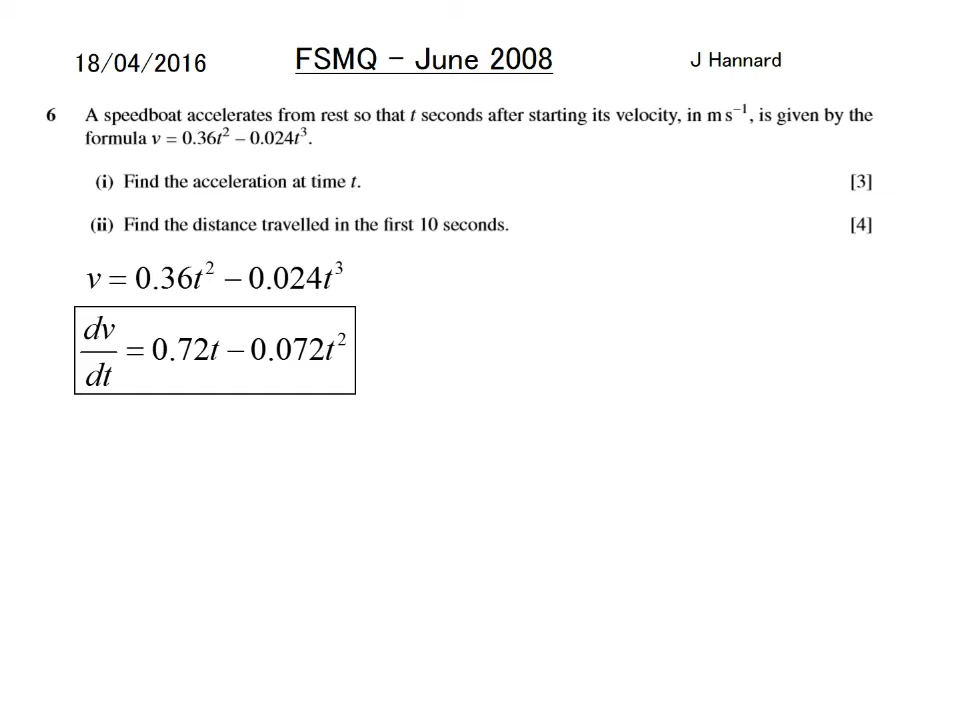 18/04/2016 FSMQ – June 2008 J Hannard
6 A speedboat accelerates from rest so that t seconds after starting its velocity, in m s⁻¹, is given by the
formula v = 0.36t² – 0.024t³.
(i) Find the acceleration at time t. [3]
(ii) Find the distance travelled in the first 10 seconds. [4]
v = 0.36t² – 0.024t³
dv/dt = 0.72t – 0.072t²